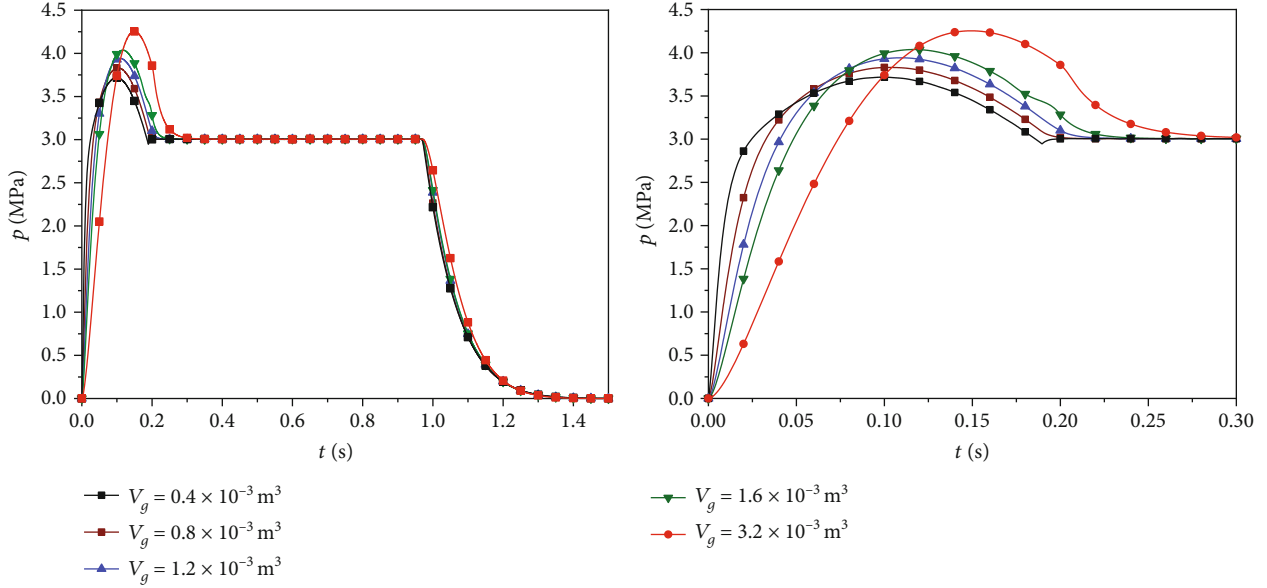 4.5
4.0
3.5
3.0
2.5
2.0
1.5
1.0
0.5
0.0
p (MPa)
0.0 0.2 0.4 0.6 0.8 1.0 1.2 1.4
t (s)
4.5
4.0
3.5
3.0
2.5
2.0
1.5
1.0
0.5
0.0
p (MPa)
0.00 0.05 0.10 0.15 0.20 0.25 0.30
t (s)
V_g = 0.4 × 10⁻³ m³
V_g = 0.8 × 10⁻³ m³
V_g = 1.2 × 10⁻³ m³
V_g = 1.6 × 10⁻³ m³
V_g = 3.2 × 10⁻³ m³